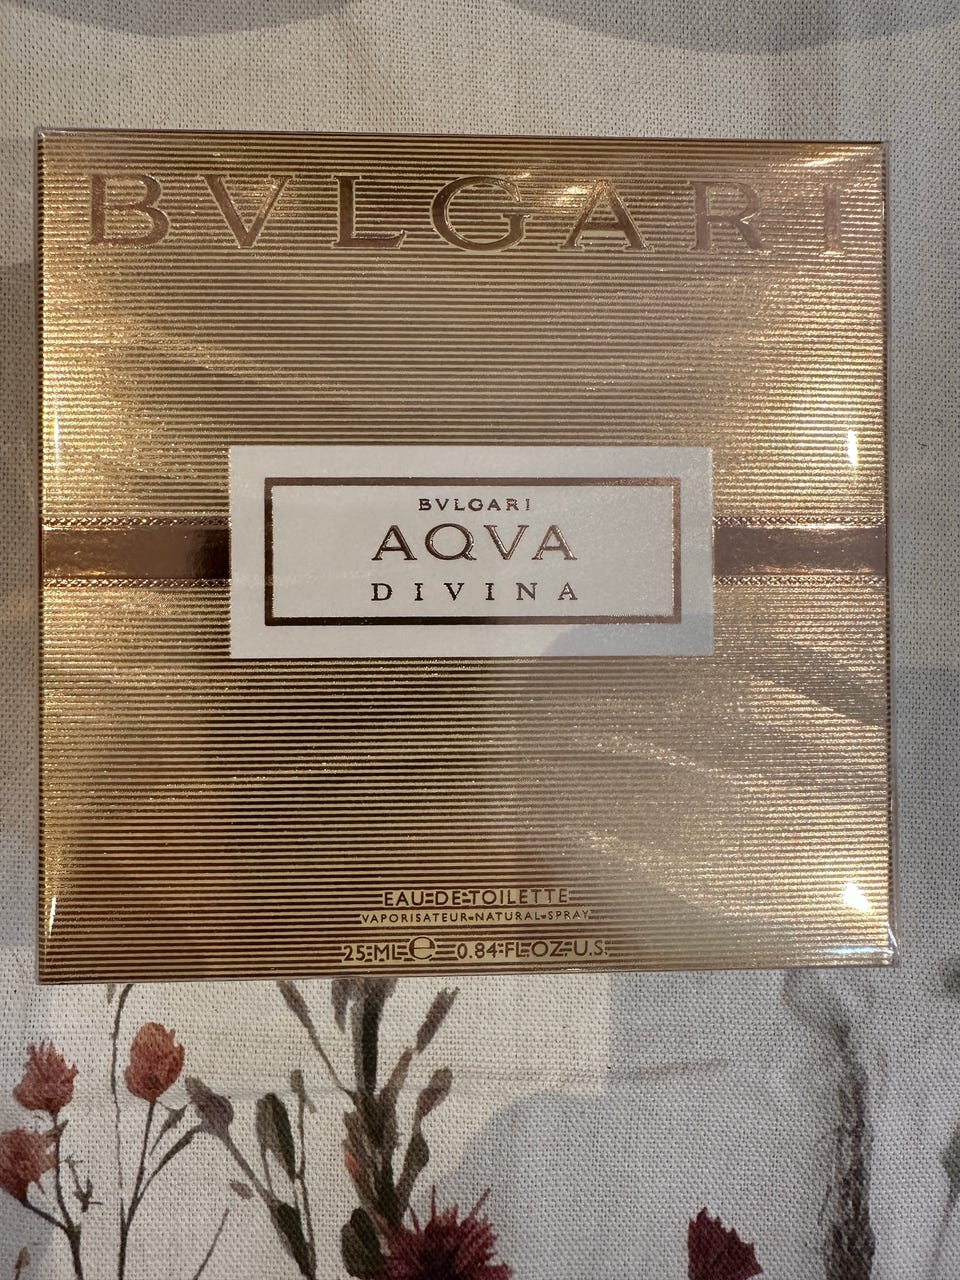 BVLGARI
BVLGARI
AQVA
DIVINA
EAU DE TOILETTE
VAPORISATEUR NATURAL SPRAY
25 ML e 0.84 FL.OZ. U.S.